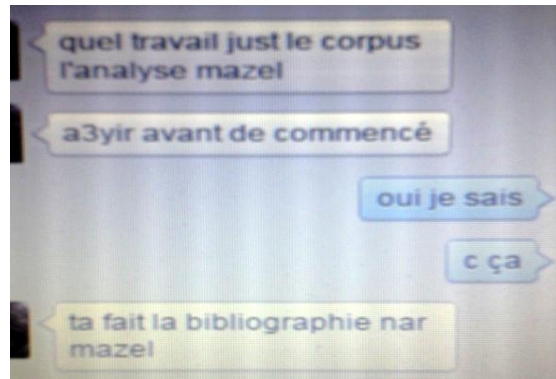 quel travail just le corpus
l'analyse mazel
a3yir avant de commencé
oui je sais
c ça
ta fait la bibliographie nar
mazel